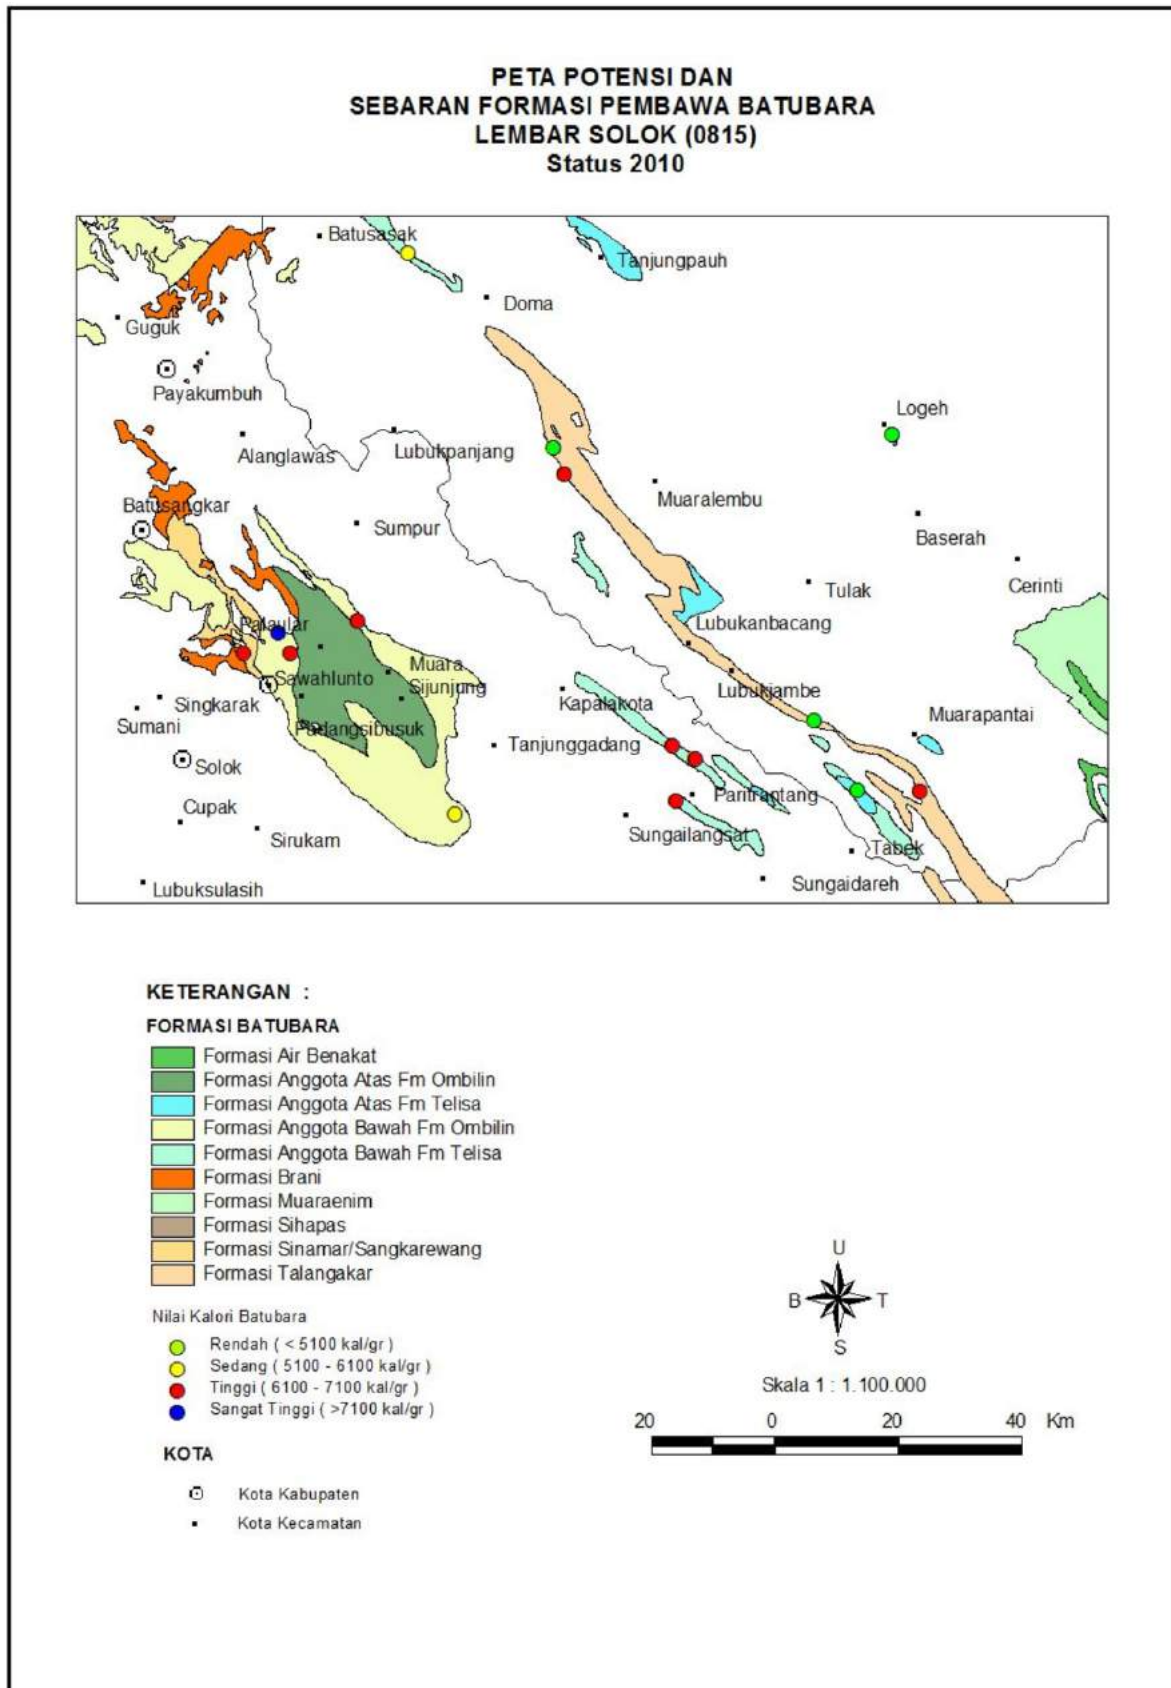 PETA POTENSI DAN
SEBARAN FORMASI PEMBAWA BATUBARA
LEMBAR SOLOK (0815)
Status 2010
Batusasak
Tanjungpauh
Doma
Guguk
Payakumbuh
Logeh
Alanglawas
Lubukpanjang
Muaralembu
Batusangkar
Sumpur
Baserah
Cerinti
Tulak
Palaular
Lubukanbacang
Muara
Sijunjung
Sawahlunto
Lubukjambe
Singkarak
Kapalakota
Sumani
Padangsibusuk
Muarapantai
Tanjunggadang
Solok
Paritrantang
Cupak
Sirukam
Sungailangsat
Tabek
Lubuksulasih
Sungaidareh
KETERANGAN :
FORMASI BATUBARA
Formasi Air Benakat
Formasi Anggota Atas Fm Ombilin
Formasi Anggota Atas Fm Telisa
Formasi Anggota Bawah Fm Ombilin
Formasi Anggota Bawah Fm Telisa
Formasi Brani
Formasi Muaraenim
Formasi Sihapas
Formasi Sinamar/Sangkarewang
Formasi Talangakar
Nilai Kalori Batubara
Rendah ( < 5100 kal/gr )
Sedang ( 5100 - 6100 kal/gr )
Tinggi ( 6100 - 7100 kal/gr )
Sangat Tinggi ( >7100 kal/gr )
KOTA
Kota Kabupaten
Kota Kecamatan
U
B T
S
Skala 1 : 1.100.000
20 0 20 40 Km